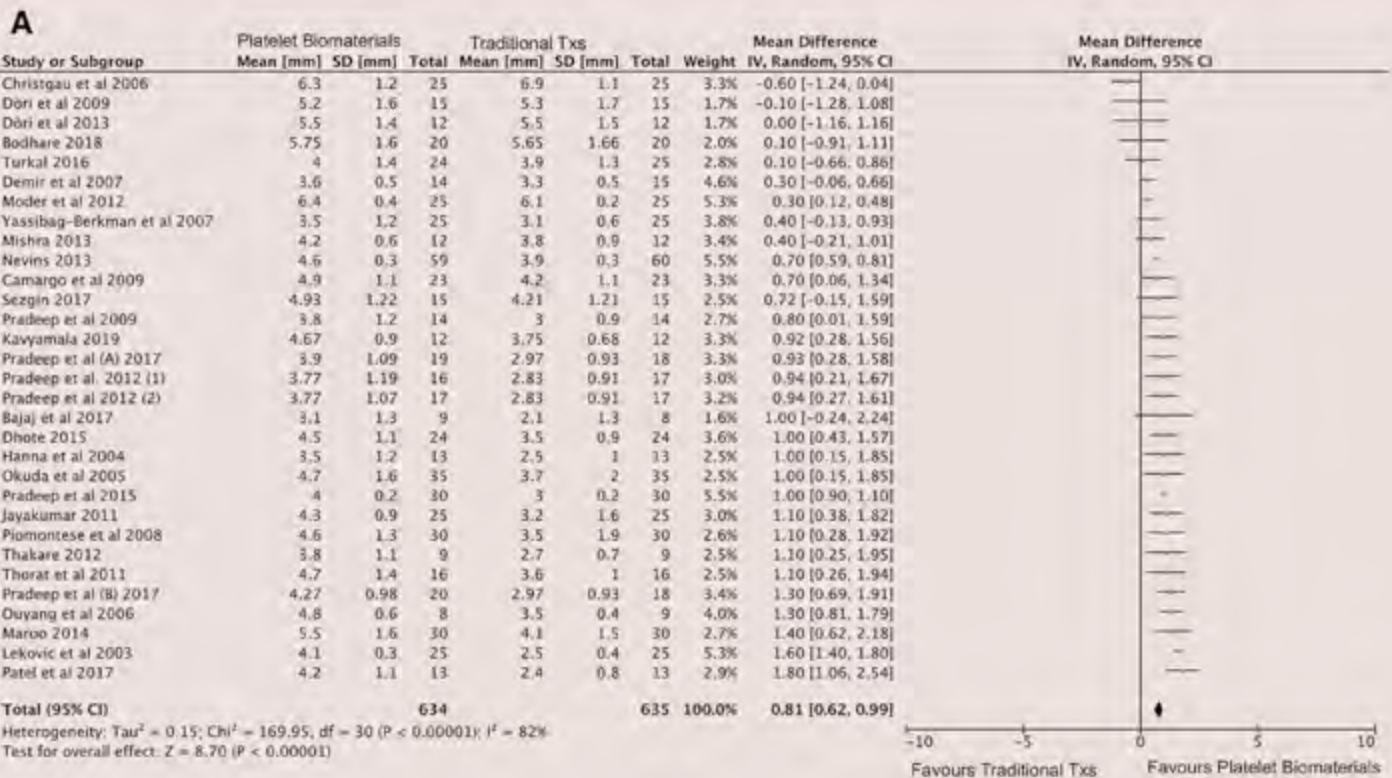 A
Platelet Biomaterials Traditional Txs Mean Difference Mean Difference
Study or Subgroup Mean [mm] SD [mm] Total Mean [mm] SD [mm] Total Weight IV, Random, 95% CI IV, Random, 95% CI
Christgau et al 2006 6.3 1.2 25 6.9 1.1 25 3.3% -0.60 [-1.24, 0.04]
Döri et al 2009 5.2 1.6 15 5.3 1.7 15 1.7% -0.10 [-1.28, 1.08]
Döri et al 2013 5.5 1.4 12 5.5 1.5 12 1.7% 0.00 [-1.16, 1.16]
Bodhare 2018 5.75 1.6 20 5.65 1.66 20 2.0% 0.10 [-0.91, 1.11]
Turkal 2016 4 1.4 24 3.9 1.3 25 2.8% 0.10 [-0.66, 0.86]
Demir et al 2007 3.6 0.5 14 3.3 0.5 15 4.6% 0.30 [-0.06, 0.66]
Moder et al 2012 6.4 0.4 25 6.1 0.2 25 5.3% 0.30 [0.12, 0.48]
Yassibag-Berkman et al 2007 3.5 1.2 25 3.1 0.6 25 3.8% 0.40 [-0.13, 0.93]
Mishra 2013 4.2 0.6 12 3.8 0.9 12 3.4% 0.40 [-0.21, 1.01]
Nevins 2013 4.6 0.3 59 3.9 0.3 60 5.5% 0.70 [0.59, 0.81]
Camargo et al 2009 4.9 1.1 23 4.2 1.1 23 3.3% 0.70 [0.06, 1.34]
Sezgin 2017 4.93 1.22 15 4.21 1.21 15 2.5% 0.72 [-0.15, 1.59]
Pradeep et al 2009 3.8 1.2 14 3 0.9 14 2.7% 0.80 [0.01, 1.59]
Kavyamala 2019 4.67 0.9 12 3.75 0.68 12 3.3% 0.92 [0.28, 1.56]
Pradeep et al (A) 2017 3.9 1.09 19 2.97 0.93 18 3.3% 0.93 [0.28, 1.58]
Pradeep et al. 2012 (1) 3.77 1.19 16 2.83 0.91 17 3.0% 0.94 [0.21, 1.67]
Pradeep et al 2012 (2) 3.77 1.07 17 2.83 0.91 17 3.2% 0.94 [0.27, 1.61]
Bajaj et al 2017 3.1 1.3 9 2.1 1.3 8 1.6% 1.00 [-0.24, 2.24]
Dhote 2015 4.5 1.1 24 3.5 0.9 24 3.6% 1.00 [0.43, 1.57]
Hanna et al 2004 3.5 1.2 13 2.5 1 13 2.5% 1.00 [0.15, 1.85]
Okuda et al 2005 4.7 1.6 35 3.7 2 35 2.5% 1.00 [0.15, 1.85]
Pradeep et al 2015 4 0.2 30 3 0.2 30 5.5% 1.00 [0.90, 1.10]
Jayakumar 2011 4.3 0.9 25 3.2 1.6 25 3.0% 1.10 [0.38, 1.82]
Piomontese et al 2008 4.6 1.3 30 3.5 1.9 30 2.6% 1.10 [0.28, 1.92]
Thakare 2012 3.8 1.1 9 2.7 0.7 9 2.5% 1.10 [0.25, 1.95]
Thorat et al 2011 4.7 1.4 16 3.6 1 16 2.5% 1.10 [0.26, 1.94]
Pradeep et al (B) 2017 4.27 0.98 20 2.97 0.93 18 3.4% 1.30 [0.69, 1.91]
Ouyang et al 2006 4.8 0.6 8 3.5 0.4 9 4.0% 1.30 [0.81, 1.79]
Maroo 2014 5.5 1.6 30 4.1 1.5 30 2.7% 1.40 [0.62, 2.18]
Lekovic et al 2003 4.1 0.3 25 2.5 0.4 25 5.3% 1.60 [1.40, 1.80]
Patel et al 2017 4.2 1.1 13 2.4 0.8 13 2.9% 1.80 [1.06, 2.54]
Total (95% CI) 634 635 100.0% 0.81 [0.62, 0.99]
Heterogeneity: Tau² = 0.15; Chi² = 169.95, df = 30 (P < 0.00001); I² = 82%
Test for overall effect: Z = 8.70 (P < 0.00001)
-10 -5 0 5 10
Favours Traditional Txs Favours Platelet Biomaterials